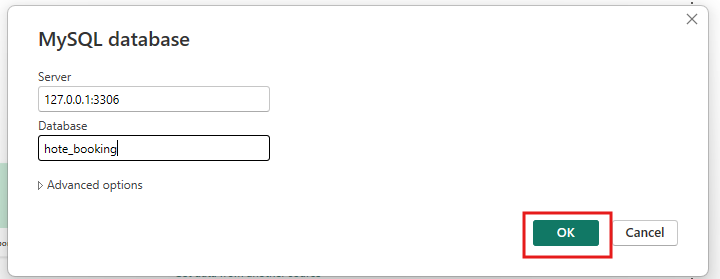 MySQL database
Server
127.0.0.1:3306
Database
hote_booking
Advanced options
OK
Cancel